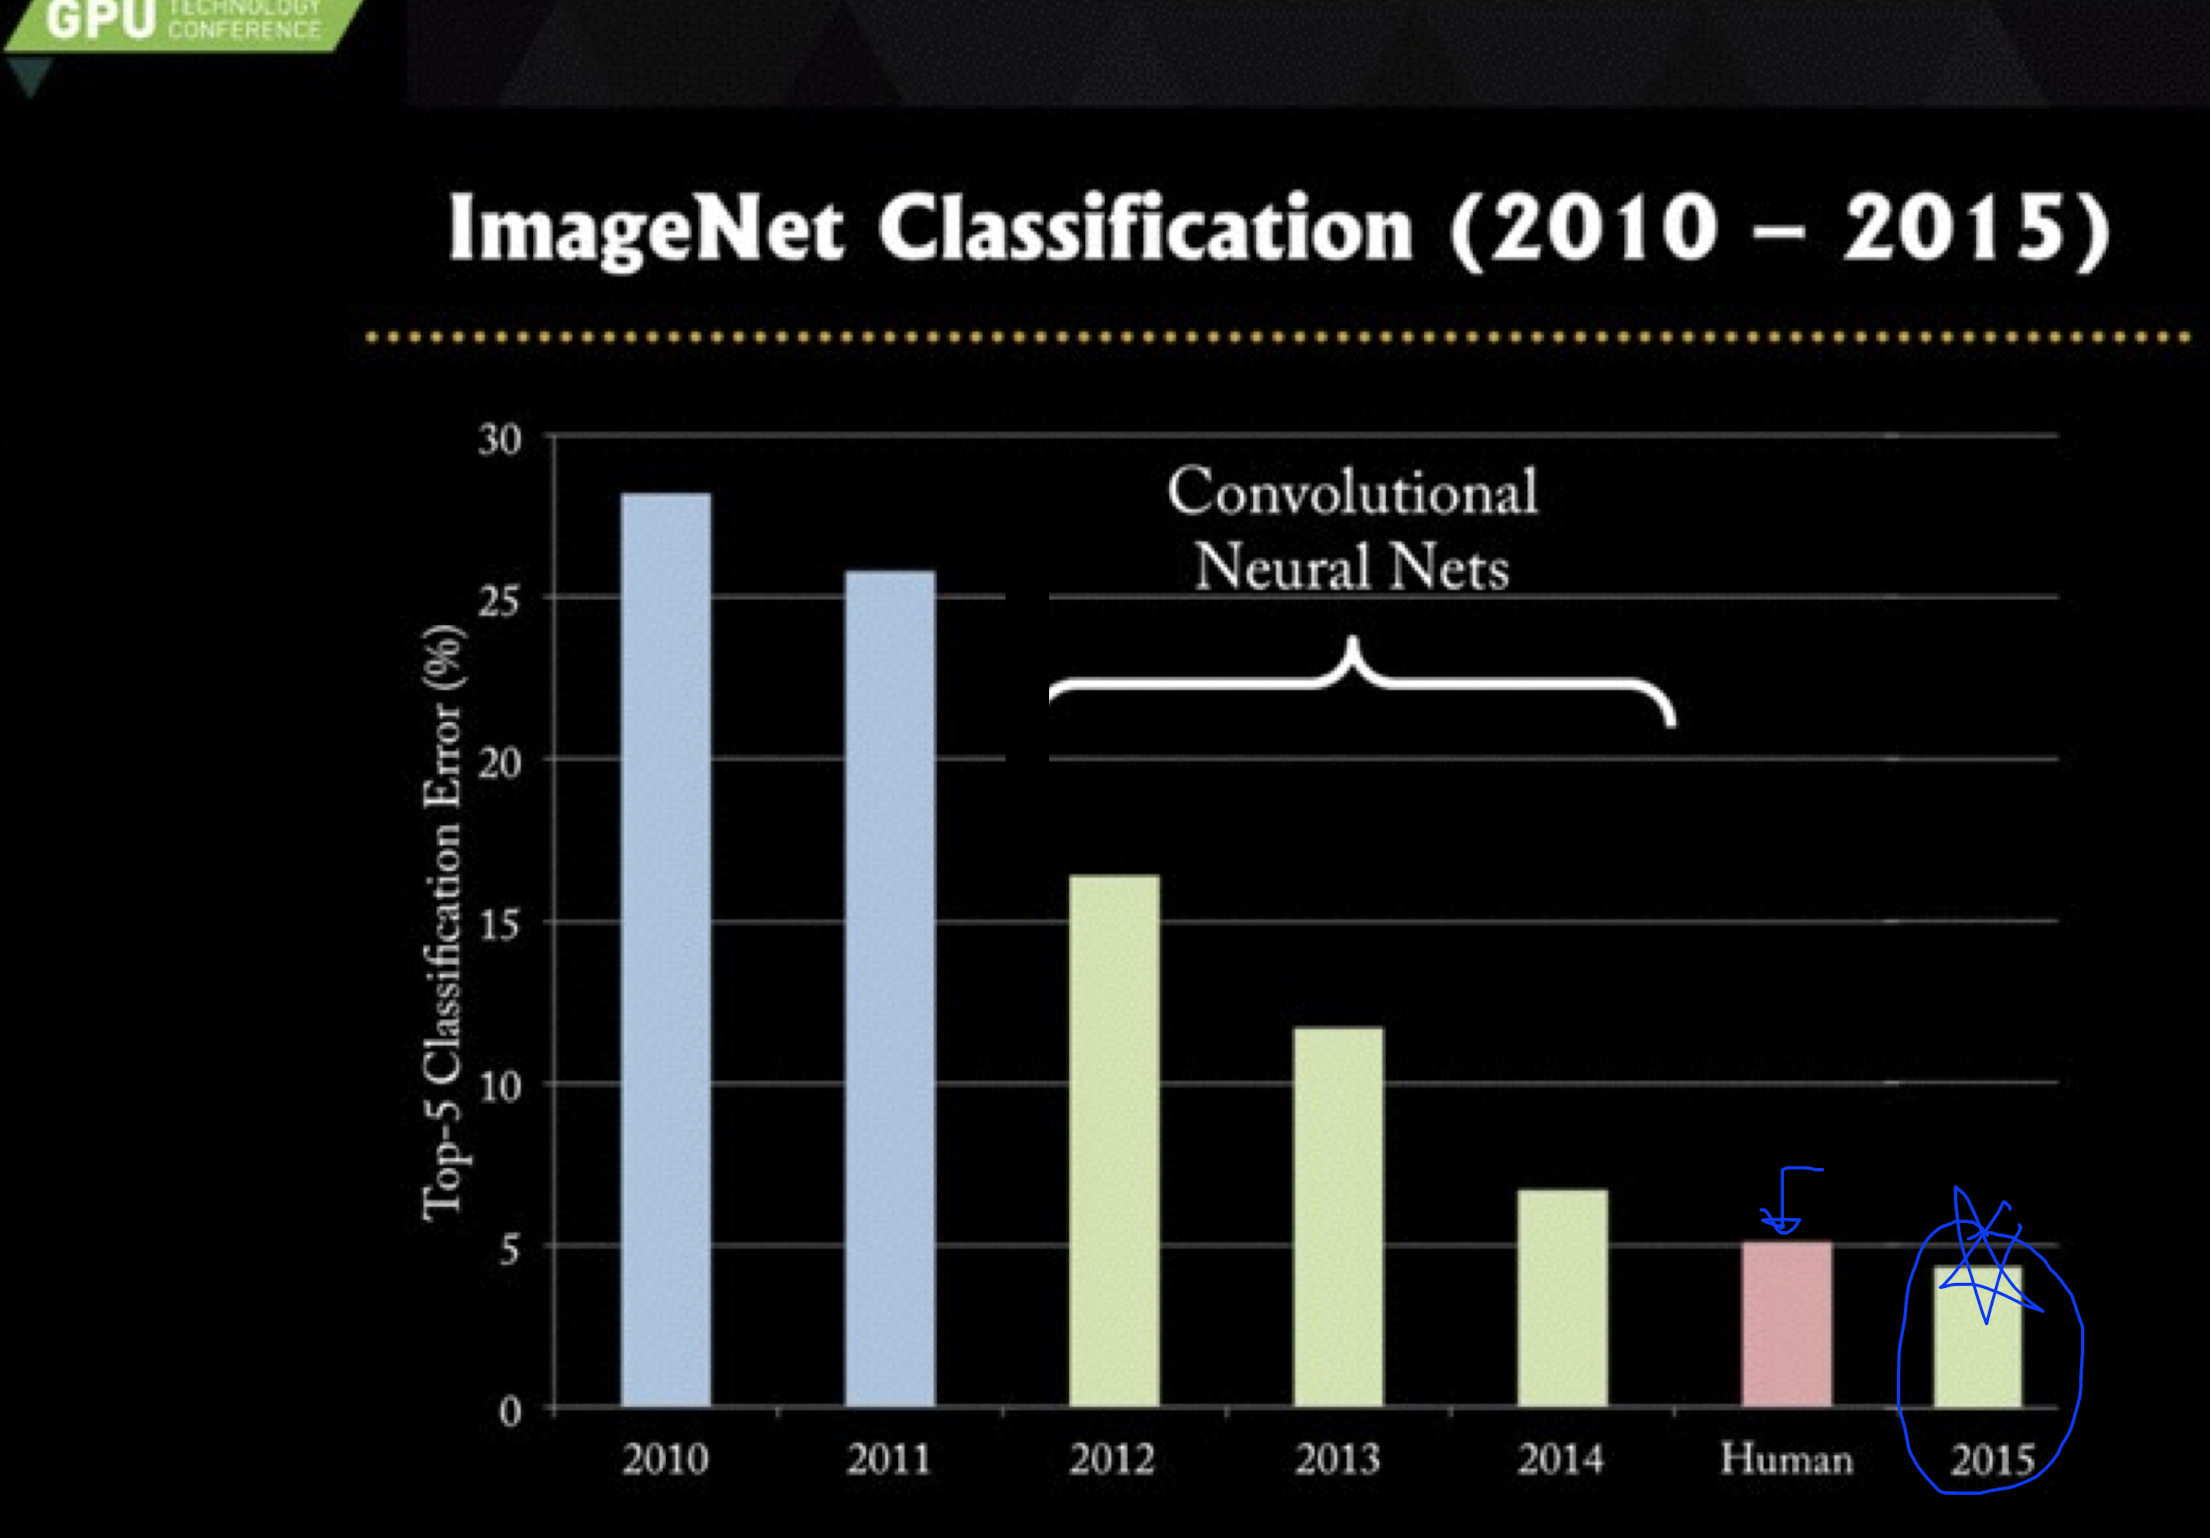 GPU TECHNOLOGY
CONFERENCE
ImageNet Classification (2010 – 2015)
Top-5 Classification Error (%)
30
25
20
15
10
5
0
Convolutional
Neural Nets
2010 2011 2012 2013 2014 Human 2015